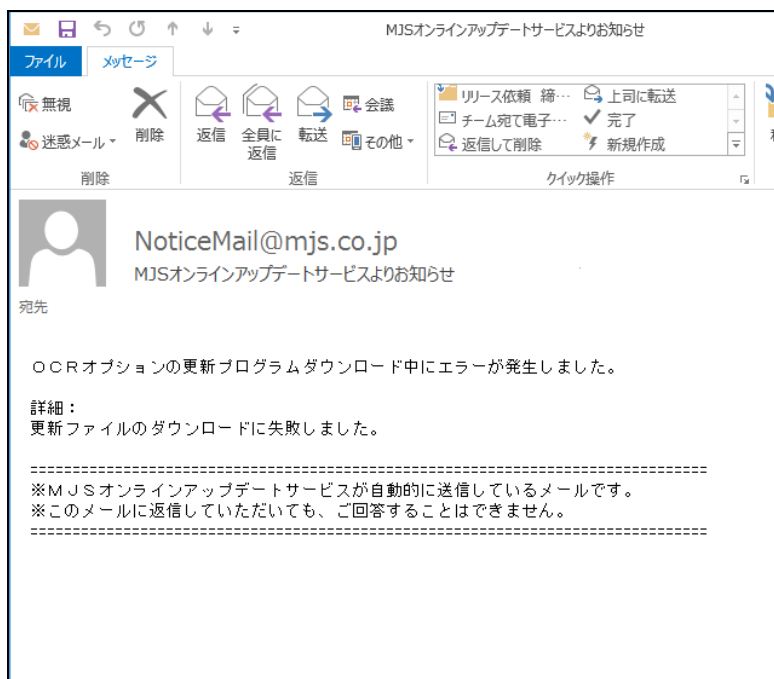 MJSオンラインアップデートサービスよりお知らせ
ファイル メッセージ
無視
迷惑メール
削除
返信
全員に
返信
転送
会議
その他
リリース依頼 締…
チーム宛て電子…
返信して削除
上司に転送
完了
新規作成
削除
返信
クイック操作
NoticeMail@mjs.co.jp
MJSオンラインアップデートサービスよりお知らせ
宛先
OCRオプションの更新プログラムダウンロード中にエラーが発生しました。
詳細:
更新ファイルのダウンロードに失敗しました。
================================================================================
※MJSオンラインアップデートサービスが自動的に送信しているメールです。
※このメールに返信していただいても、ご回答することはできません。
================================================================================